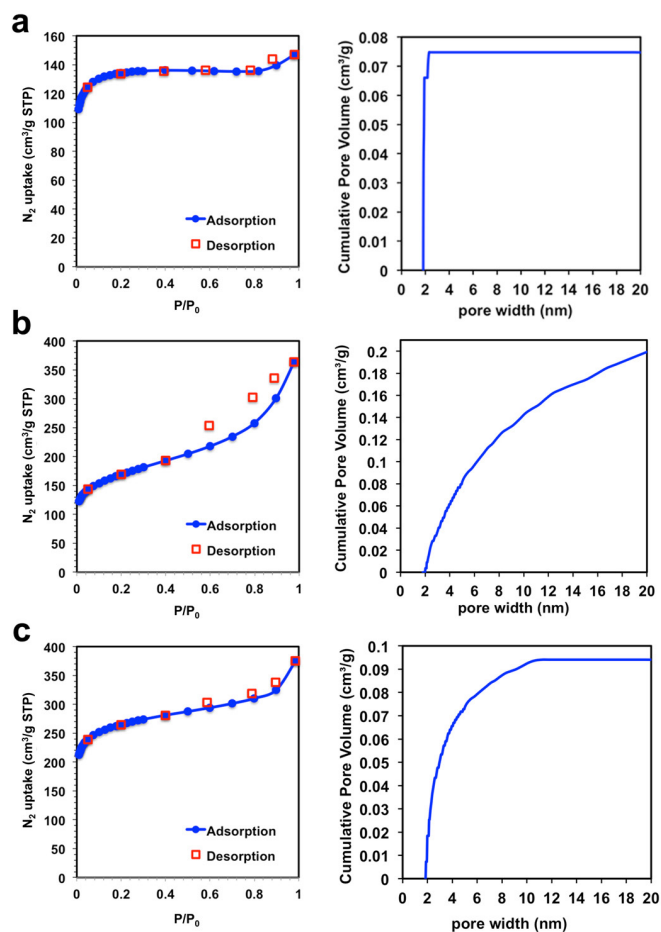 a
N2 uptake (cm3/g STP)
160
140
120
100
80
60
40
20
0
Adsorption
Desorption
0 0.2 0.4 0.6 0.8 1
P/P0
Cumulative Pore Volume (cm3/g)
0.08
0.07
0.06
0.05
0.04
0.03
0.02
0.01
0
0 2 4 6 8 10 12 14 16 18 20
pore width (nm)
b
N2 uptake (cm3/g STP)
400
350
300
250
200
150
100
50
0
Adsorption
Desorption
0 0.2 0.4 0.6 0.8 1
P/P0
Cumulative Pore Volume (cm3/g)
0.2
0.18
0.16
0.14
0.12
0.1
0.08
0.06
0.04
0.02
0
0 2 4 6 8 10 12 14 16 18 20
pore width (nm)
c
N2 uptake (cm3/g STP)
400
350
300
250
200
150
100
50
0
Adsorption
Desorption
0 0.2 0.4 0.6 0.8 1
P/P0
Cumulative Pore Volume (cm3/g)
0.1
0.09
0.08
0.07
0.06
0.05
0.04
0.03
0.02
0.01
0
0 2 4 6 8 10 12 14 16 18 20
pore width (nm)